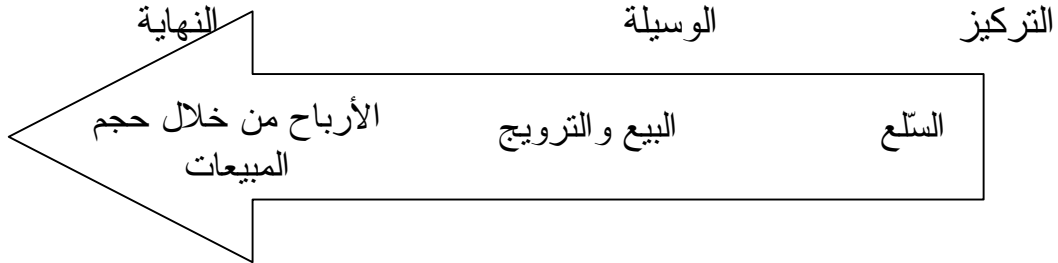 التركيز الوسيلة النهاية
السّلع البيع والترويج الأرباح من خلال حجم
المبيعات